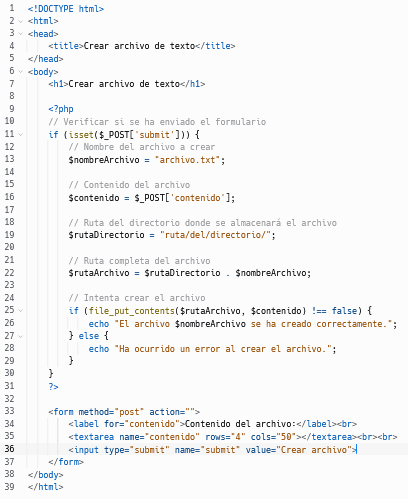 1 <!DOCTYPE html>
2 <html>
3 <head>
4     <title>Crear archivo de texto</title>
5 </head>
6 <body>
7     <h1>Crear archivo de texto</h1>
8
9     <?php
10     // Verificar si se ha enviado el formulario
11     if (isset($_POST['submit'])) {
12         // Nombre del archivo a crear
13         $nombreArchivo = "archivo.txt";
14
15         // Contenido del archivo
16         $contenido = $_POST['contenido'];
17
18         // Ruta del directorio donde se almacenará el archivo
19         $rutaDirectorio = "ruta/del/directorio/";
20
21         // Ruta completa del archivo
22         $rutaArchivo = $rutaDirectorio . $nombreArchivo;
23
24         // Intenta crear el archivo
25         if (file_put_contents($rutaArchivo, $contenido) !== false) {
26             echo "El archivo $nombreArchivo se ha creado correctamente.";
27         } else {
28             echo "Ha ocurrido un error al crear el archivo.";
29         }
30     }
31     ?>
32
33     <form method="post" action="">
34         <label for="contenido">Contenido del archivo:</label><br>
35         <textarea name="contenido" rows="4" cols="50"></textarea><br><br>
36         <input type="submit" name="submit" value="Crear archivo">
37     </form>
38 </body>
39 </html>